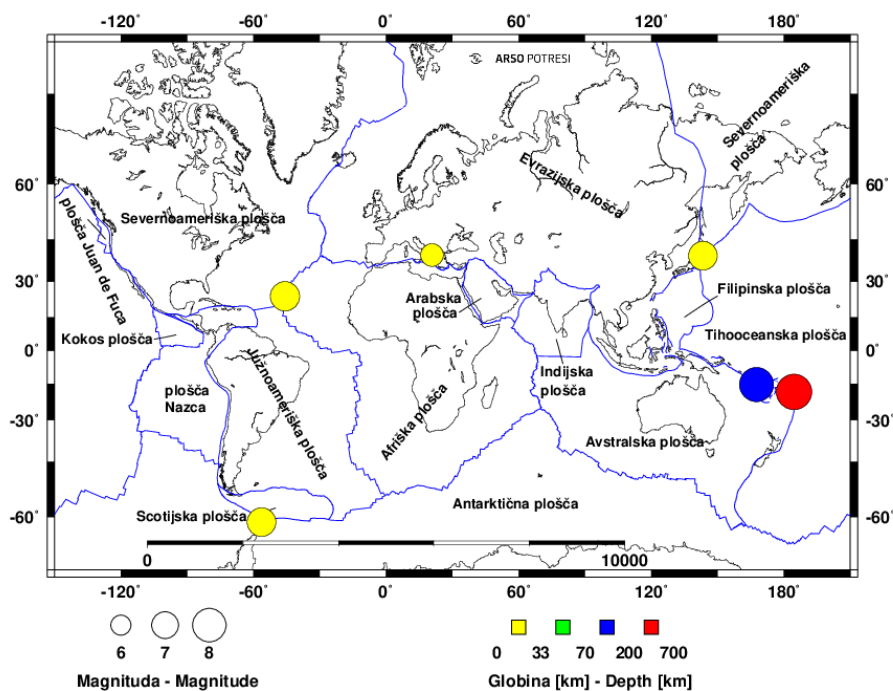 -120° -60° 0° 60° 120° 180°
ARSO POTRESI
Severnoameriška
plošča
Evrazijska plošča
60° 60°
Severnoameriška plošča
plošča Juan de Fuca
30° 30°
Arabska
plošča
Filipinska plošča
Kokos plošča
Tihooceanska plošča
0° 0°
Južnoameriška plošča
Indijska
plošča
plošča
Nazca
Afriška plošča
-30° -30°
Avstralska plošča
Antarktična plošča
Scotijska plošča
-60° -60°
0 10000
-120° -60° 0° 60° 120° 180°
6 7 8
0 33 70 200 700
Magnituda - Magnitude
Globina [km] - Depth [km]